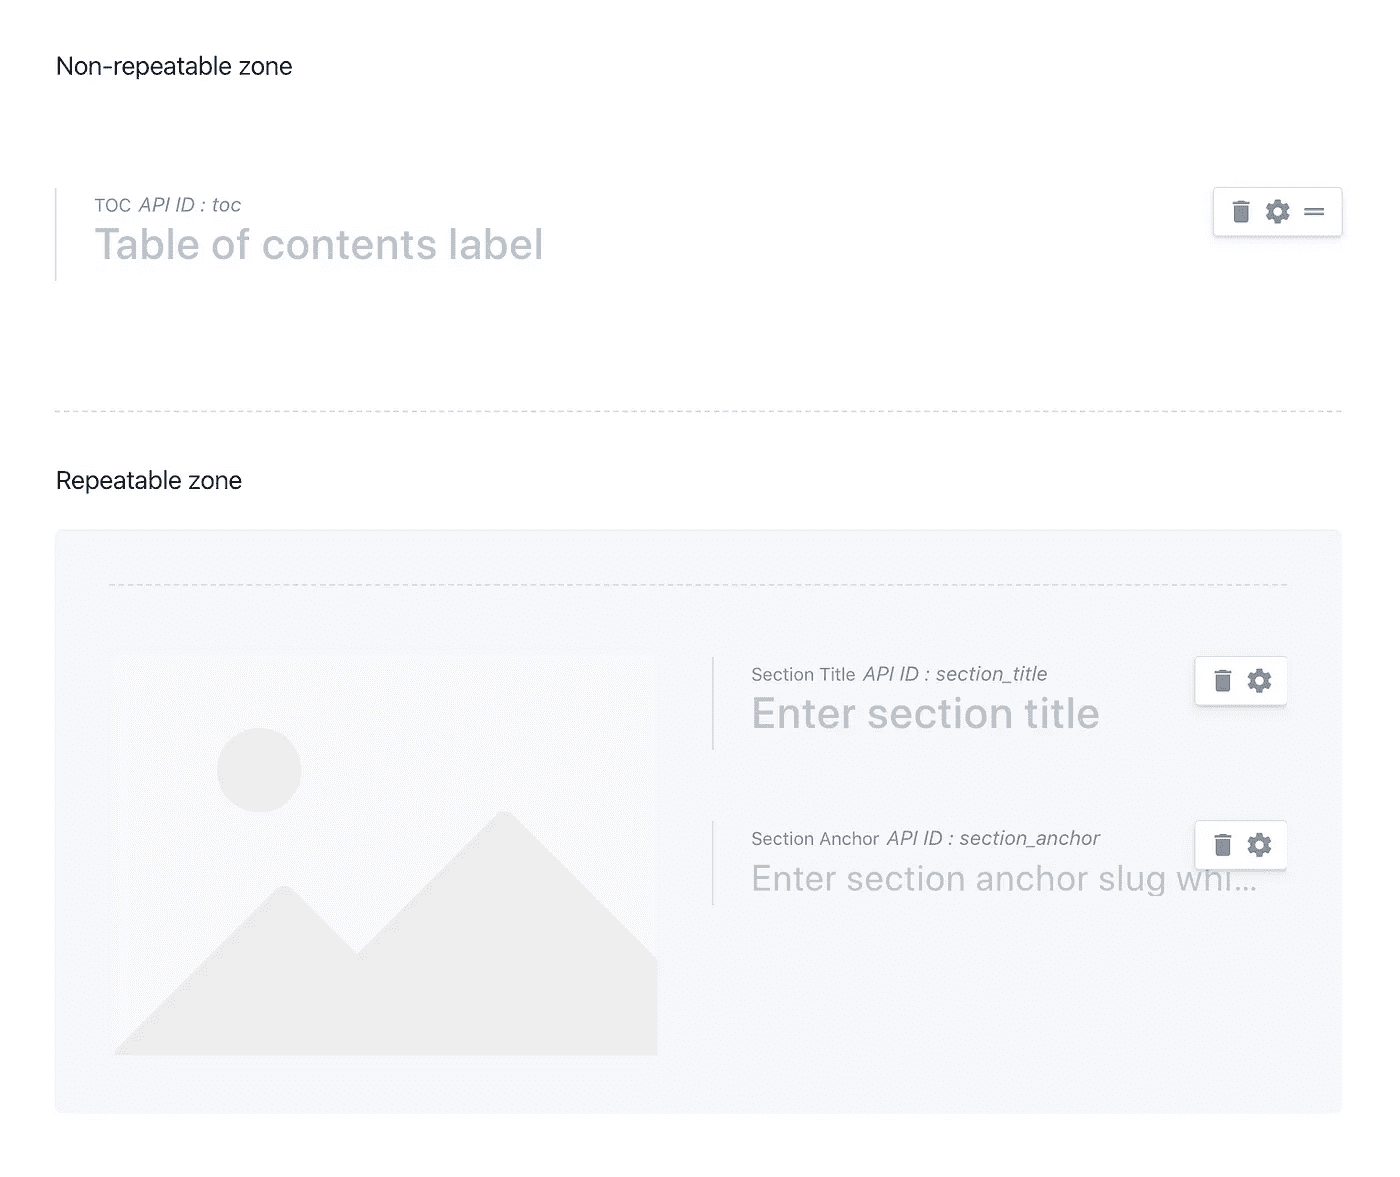 Non-repeatable zone
TOC API ID : toc
Table of contents label
Repeatable zone
Section Title API ID : section_title
Enter section title
Section Anchor API ID : section_anchor
Enter section anchor slug whi...